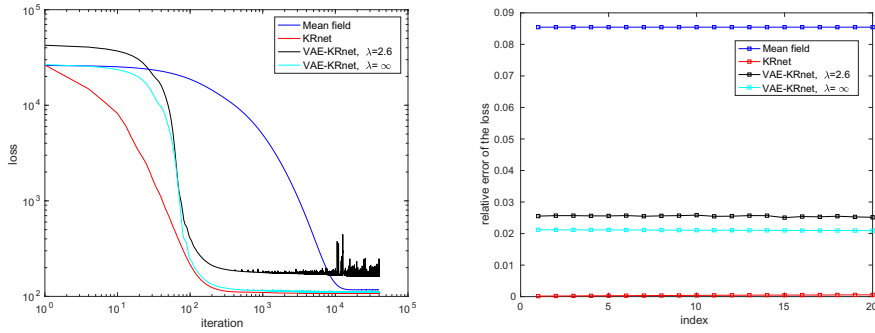 10^5
10^4
10^3
10^2
loss
10^0 10^1 10^2 10^3 10^4 10^5
iteration
Mean field
KRnet
VAE-KRnet, λ=2.6
VAE-KRnet, λ= ∞
0.09
0.08
0.07
0.06
0.05
0.04
0.03
0.02
0.01
0
relative error of the loss
0 5 10 15 20
index
Mean field
KRnet
VAE-KRnet, λ=2.6
VAE-KRnet, λ= ∞